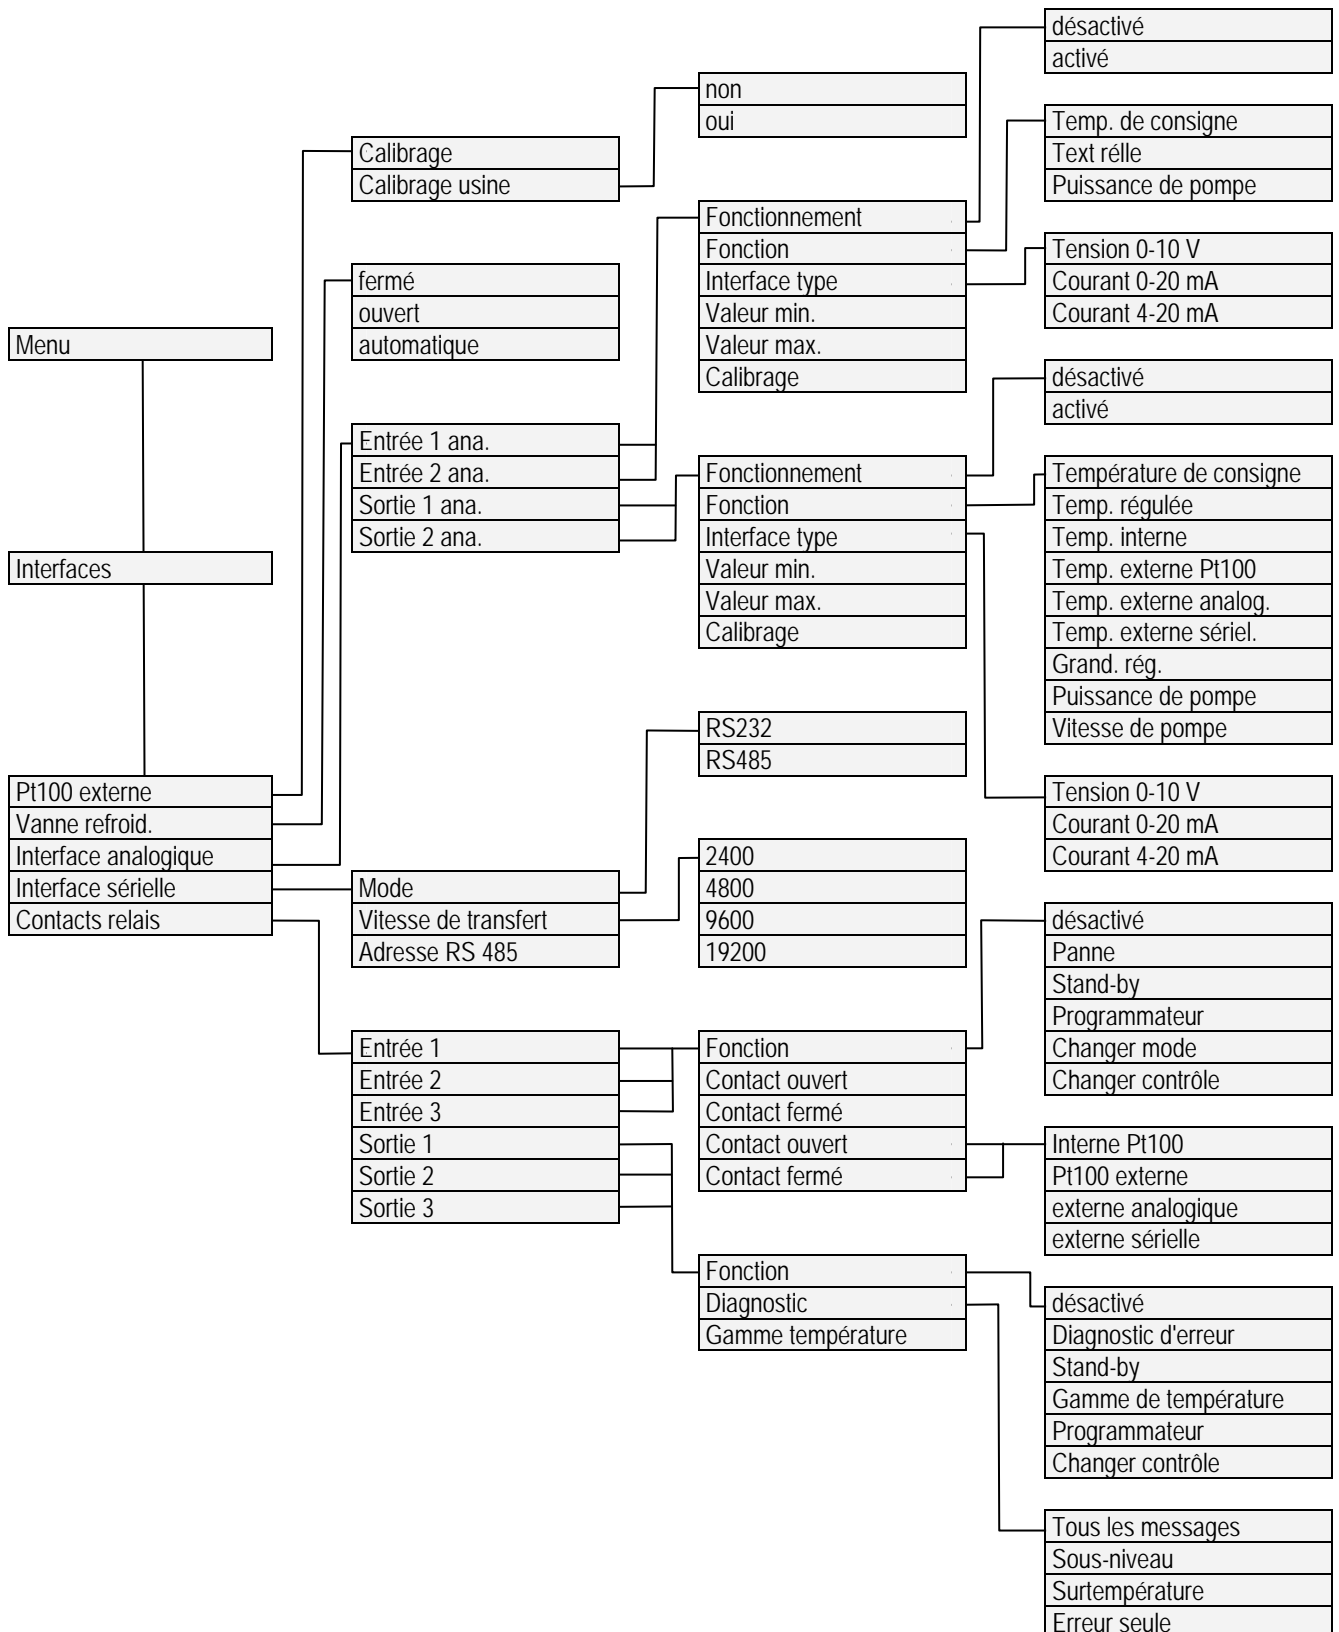 Menu
Interfaces
Pt100 externe
Vanne refroid.
Interface analogique
Interface sérielle
Contacts relais
Calibrage
Calibrage usine
fermé
ouvert
automatique
Entrée 1 ana.
Entrée 2 ana.
Sortie 1 ana.
Sortie 2 ana.
Mode
Vitesse de transfert
Adresse RS 485
Entrée 1
Entrée 2
Entrée 3
Sortie 1
Sortie 2
Sortie 3
non
oui
Fonctionnement
Fonction
Interface type
Valeur min.
Valeur max.
Calibrage
Fonctionnement
Fonction
Interface type
Valeur min.
Valeur max.
Calibrage
RS232
RS485
2400
4800
9600
19200
Fonction
Contact ouvert
Contact fermé
Contact ouvert
Contact fermé
Fonction
Diagnostic
Gamme température
désactivé
activé
Temp. de consigne
Text rélle
Puissance de pompe
Tension 0-10 V
Courant 0-20 mA
Courant 4-20 mA
désactivé
activé
Température de consigne
Temp. régulée
Temp. interne
Temp. externe Pt100
Temp. externe analog.
Temp. externe sériel.
Grand. rég.
Puissance de pompe
Vitesse de pompe
Tension 0-10 V
Courant 0-20 mA
Courant 4-20 mA
désactivé
Panne
Stand-by
Programmateur
Changer mode
Changer contrôle
Interne Pt100
Pt100 externe
externe analogique
externe sérielle
désactivé
Diagnostic d'erreur
Stand-by
Gamme de température
Programmateur
Changer contrôle
Tous les messages
Sous-niveau
Surtempérature
Erreur seule